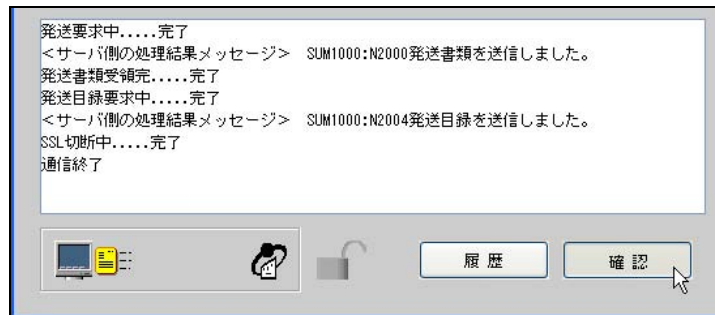 発送要求中.....完了
<サーバ側の処理結果メッセージ> SUM1000:N2000発送書類を送信しました。
発送書類受領完.....完了
発送目録要求中.....完了
<サーバ側の処理結果メッセージ> SUM1000:N2004発送目録を送信しました。
SSL切断中.....完了
通信終了
履歴
確認